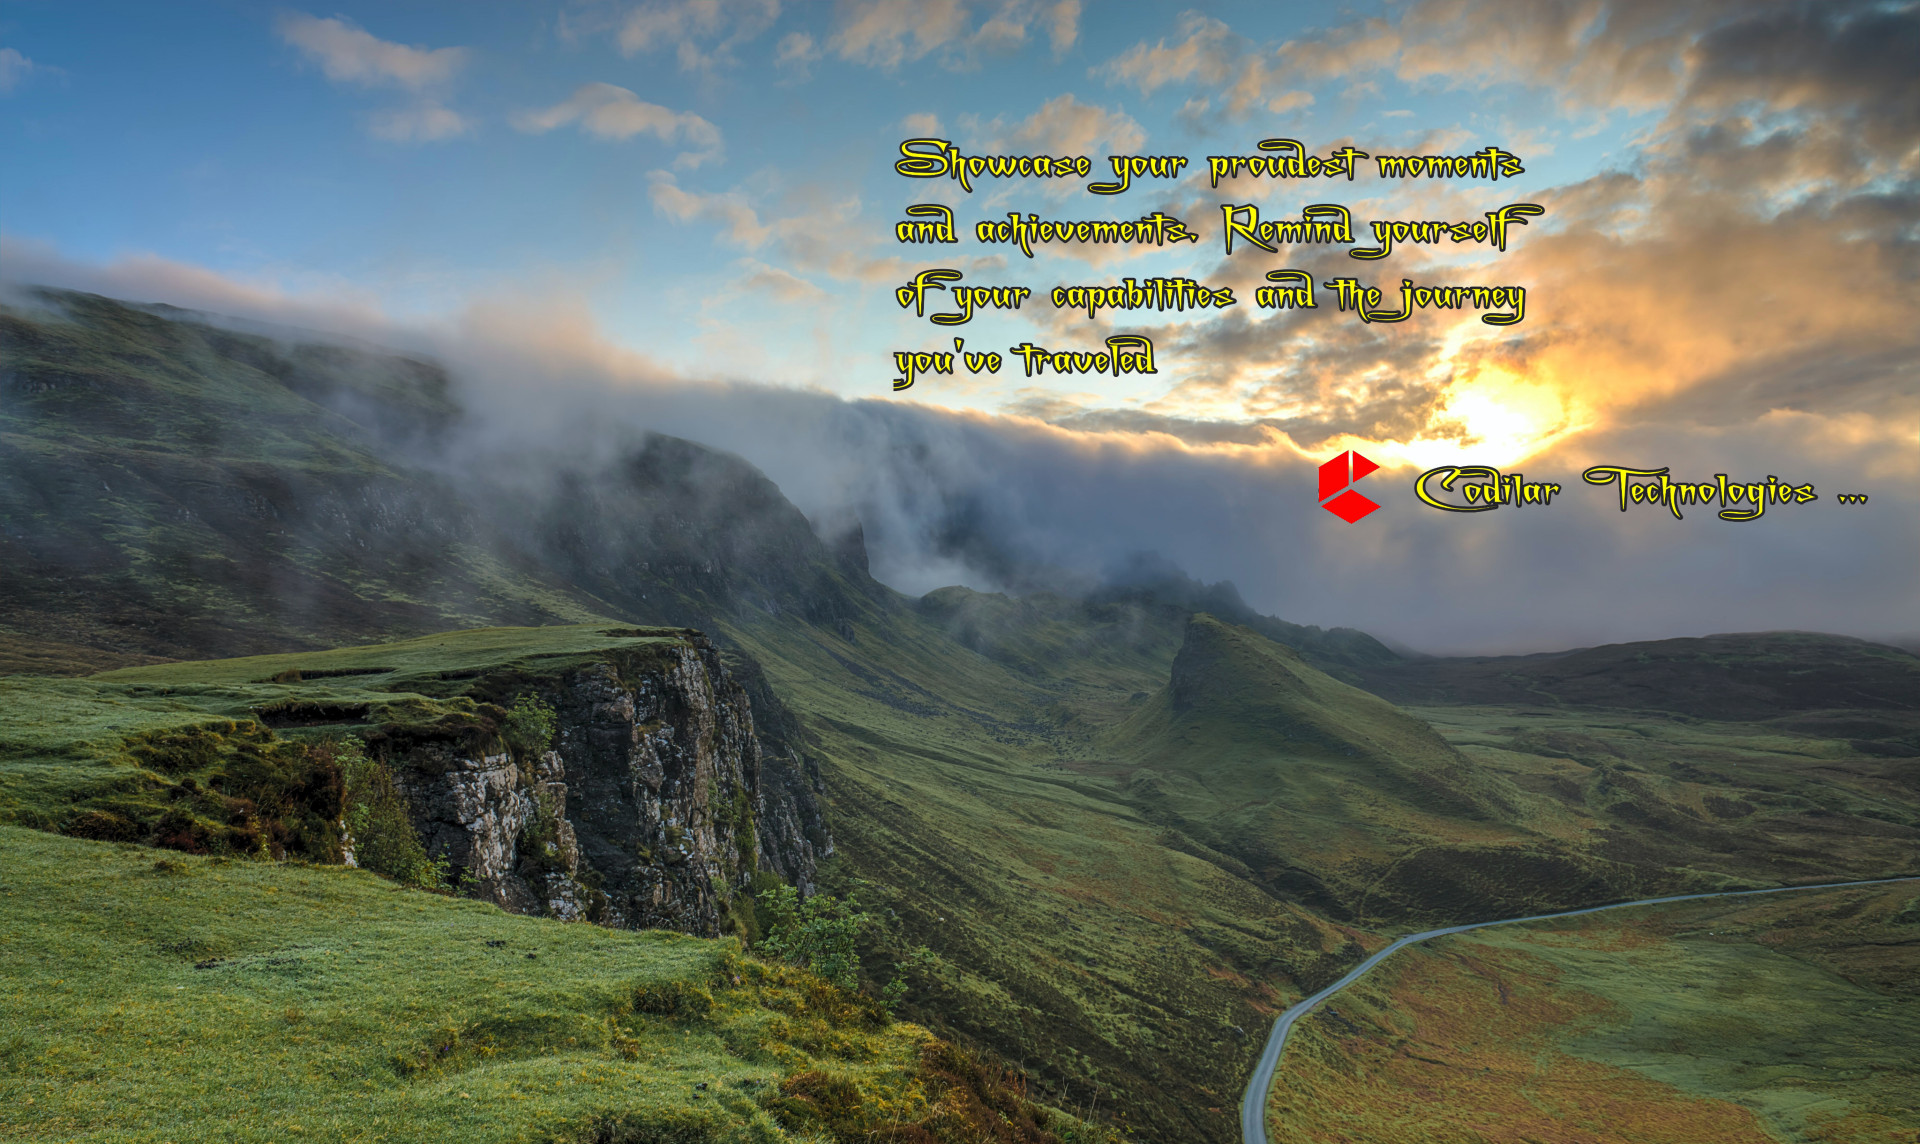 Showcase your proudest moments
and achievements. Remind yourself
of your capabilities and the journey
you've traveled
Codilar Technologies ...